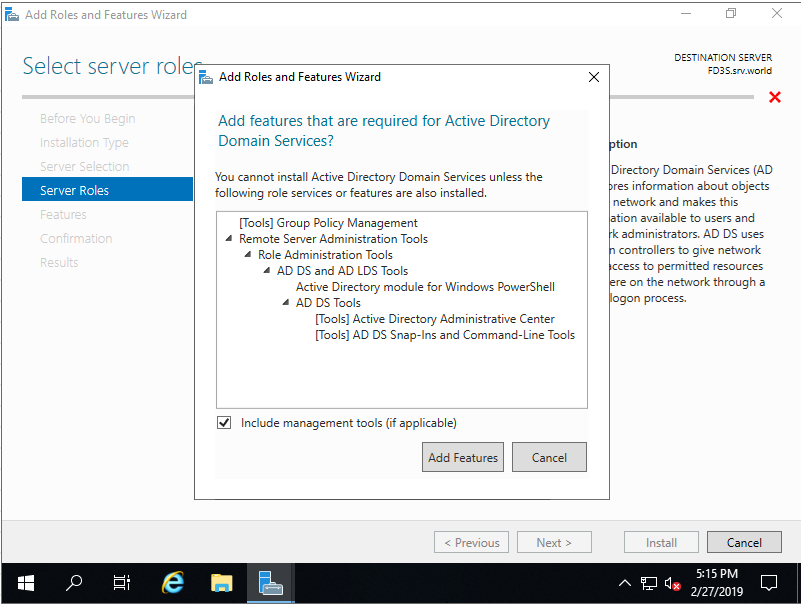 Add Roles and Features Wizard
Select server roles
DESTINATION SERVER
FD3S.srv.world
Before You Begin
Installation Type
Server Selection
Server Roles
Features
Confirmation
Results
Add Roles and Features Wizard
Add features that are required for Active Directory
Domain Services?
You cannot install Active Directory Domain Services unless the
following role services or features are also installed.
[Tools] Group Policy Management
Remote Server Administration Tools
Role Administration Tools
AD DS and AD LDS Tools
Active Directory module for Windows PowerShell
AD DS Tools
[Tools] Active Directory Administrative Center
[Tools] AD DS Snap-Ins and Command-Line Tools
Include management tools (if applicable)
Add Features
Cancel
ption
Directory Domain Services (AD
ores information about objects
network and makes this
ation available to users and
rk administrators. AD DS uses
n controllers to give network
access to permitted resources
ere on the network through a
logon process.
< Previous
Next >
Install
Cancel
5:15 PM
2/27/2019